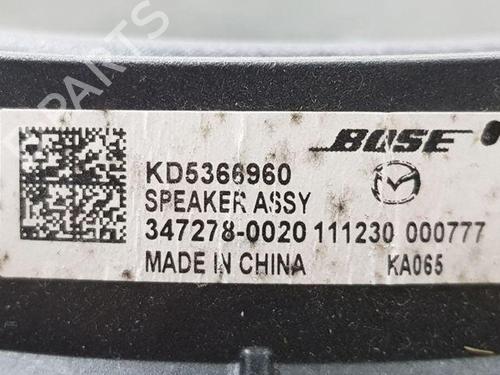 BOSE
KD5366960
SPEAKER ASSY
347278-0020 111230 000777
MADE IN CHINA KA065